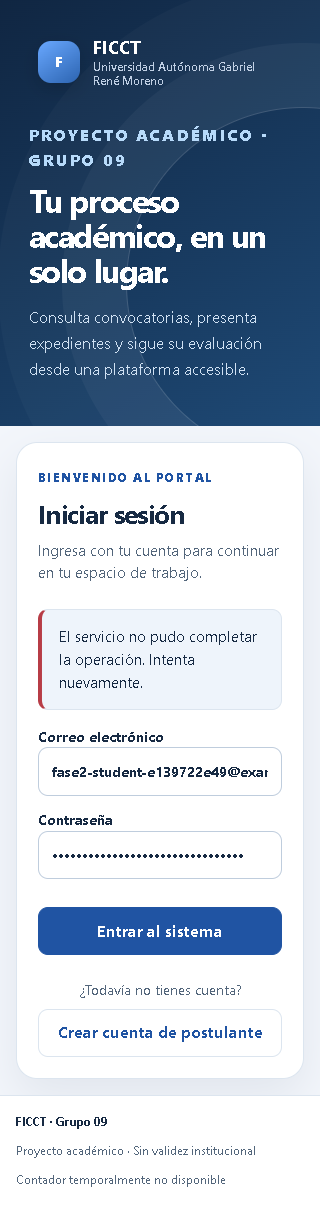 F
FICCT
Universidad Autónoma Gabriel
René Moreno
PROYECTO ACADÉMICO ·
GRUPO 09
Tu proceso
académico, en un
solo lugar.
Consulta convocatorias, presenta
expedientes y sigue su evaluación
desde una plataforma accesible.
BIENVENIDO AL PORTAL
Iniciar sesión
Ingresa con tu cuenta para continuar
en tu espacio de trabajo.
El servicio no pudo completar
la operación. Intenta
nuevamente.
Correo electrónico
fase2-student-e139722e49@exar
Contraseña
••••••••••••••••••••••••••••••••
Entrar al sistema
¿Todavía no tienes cuenta?
Crear cuenta de postulante
FICCT · Grupo 09
Proyecto académico · Sin validez institucional
Contador temporalmente no disponible